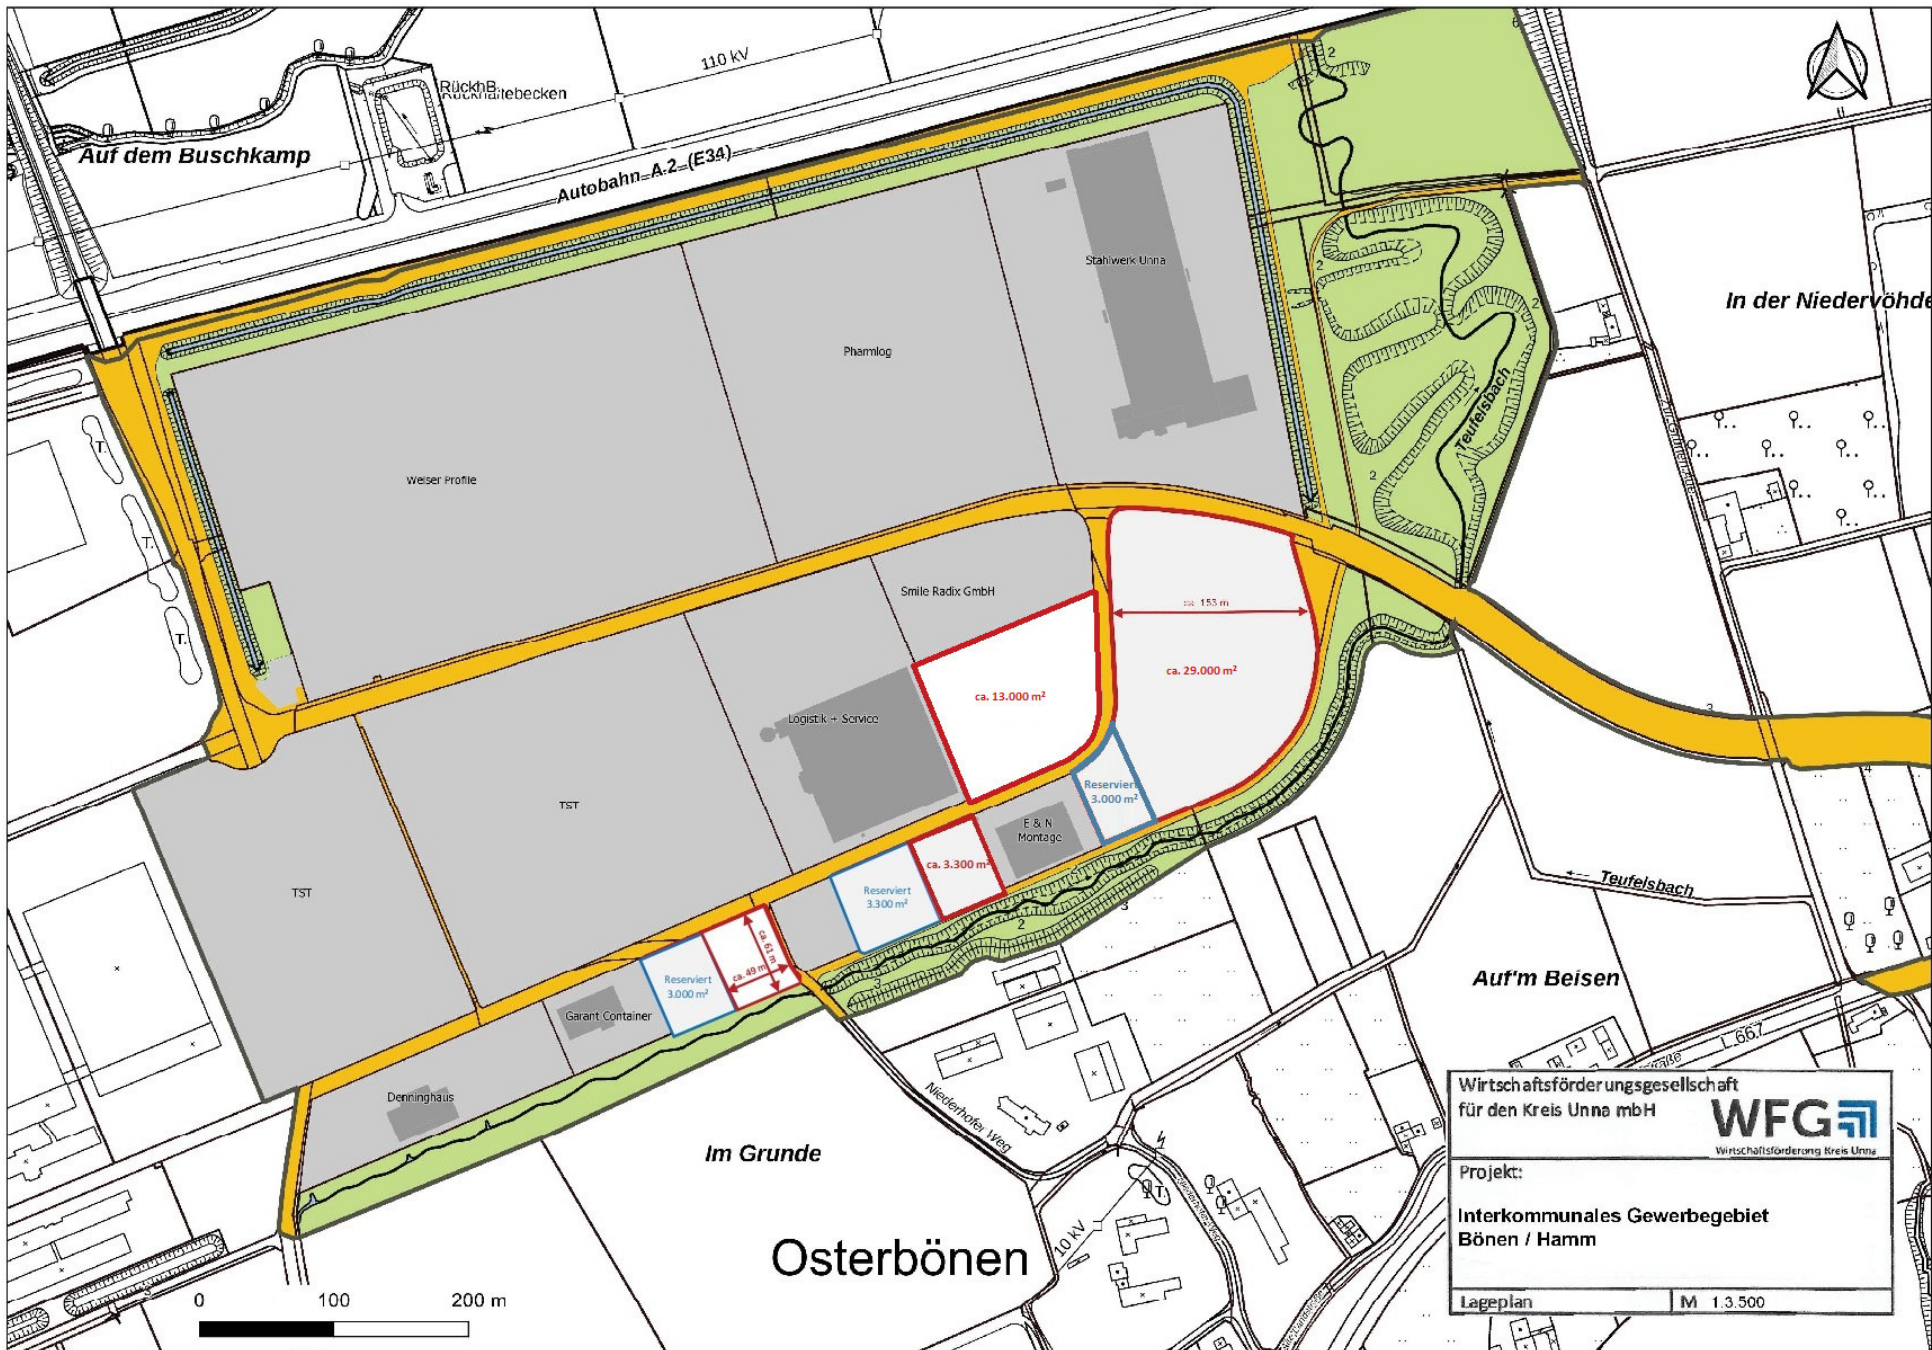 110 kV
RückhB.
Rückhaltebecken
Auf dem Buschkamp
Autobahn A 2 (E34)
Stahlwerk Unna
In der Niedervöhde
Pharmlog
Teufelsbach
Weiser Profile
T.
T.
T.
Smile Radix GmbH
ca. 153 m
ca. 29.000 m²
ca. 13.000 m²
Logistik + Service
Reserviert
3.000 m²
TST
E & N
Montage
ca. 3.300 m²
TST
Reserviert
3.300 m²
Teufelsbach
ca. 61 m
ca. 49 m
Reserviert
3.000 m²
Auf'm Beisen
Garant Container
L 667
Denninghaus
Niederhofer Weg
Im Grunde
T.
10 kV
Osterbönen
0 100 200 m
Wirtschaftsförderungsgesellschaft
für den Kreis Unna mbH
WFG
Wirtschaftsförderung Kreis Unna
Projekt:
Interkommunales Gewerbegebiet
Bönen / Hamm
Lageplan
M 1:3.500